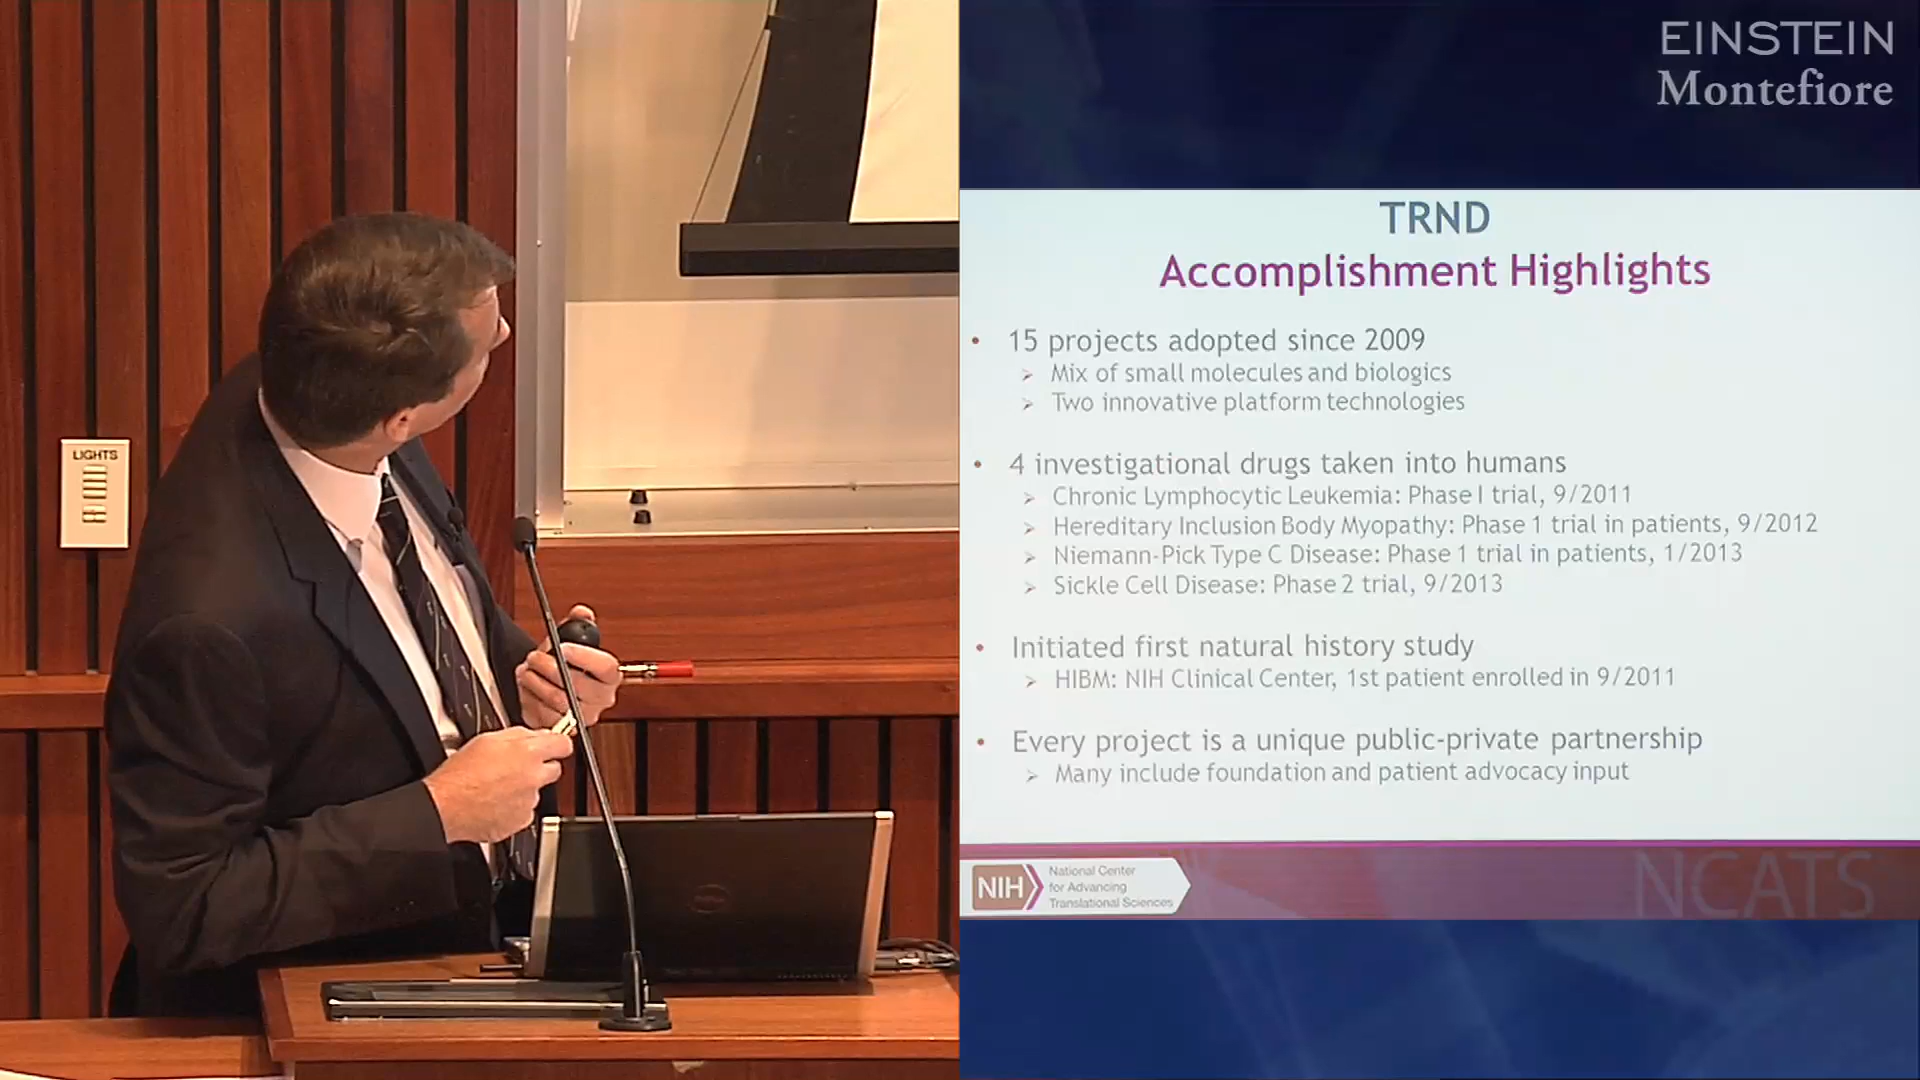 LIGHTS
EINSTEIN
Montefiore
TRND
Accomplishment Highlights
• 15 projects adopted since 2009
➢ Mix of small molecules and biologics
➢ Two innovative platform technologies
• 4 investigational drugs taken into humans
➢ Chronic Lymphocytic Leukemia: Phase I trial, 9/2011
➢ Hereditary Inclusion Body Myopathy: Phase 1 trial in patients, 9/2012
➢ Niemann-Pick Type C Disease: Phase 1 trial in patients, 1/2013
➢ Sickle Cell Disease: Phase 2 trial, 9/2013
• Initiated first natural history study
➢ HIBM: NIH Clinical Center, 1st patient enrolled in 9/2011
• Every project is a unique public-private partnership
➢ Many include foundation and patient advocacy input
NIH
National Center
for Advancing
Translational Sciences
NCATS